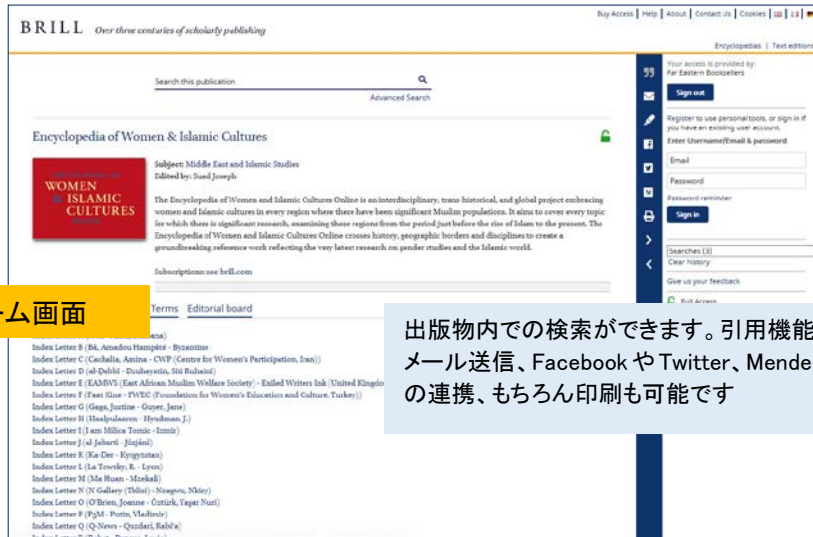 Buy Access | Help | About | Contact Us | Cookies
BRILL Over three centuries of scholarly publishing
Encyclopedias | Text editions
Search this publication
Advanced Search
Your access is provided by:
Far Eastern Booksellers
Sign out
Register to use personal tools, or sign in if
you have an existing user account.
Enter Username/Email & password
Email
Password
Password reminder
Sign in
Searches (3)
Clear history
Give us your feedback
Full Access
Encyclopedia of Women & Islamic Cultures
WOMEN
& ISLAMIC
CULTURES
Subject: Middle East and Islamic Studies
Edited by: Suad Joseph
The Encyclopedia of Women and Islamic Cultures Online is an interdisciplinary, trans-historical, and global project embracing
women and Islamic cultures in every region where there have been significant Muslim populations. It aims to cover every topic
for which there is significant research, examining these regions from the period just before the rise of Islam to the present. The
Encyclopedia of Women and Islamic Cultures Online crosses history, geographic borders and disciplines to create a
groundbreaking reference work reflecting the very latest research on gender studies and the Islamic world.
Subscriptions: see brill.com
ーム画面
Terms Editorial board
出版物内での検索ができます。引用機能
メール送信、Facebook や Twitter、Mende
の連携、もちろん印刷も可能です
Index Letter B (Bâ, Amadou Hampâté - Byzantine
Index Letter C (Cachalia, Amina - CWP (Centre for Women's Participation, Iran))
Index Letter D (al-Dabbi - Dzuhayatin, Siti Ruhaini)
Index Letter E (EAMWS (East African Muslim Welfare Society) - Exiled Writers Ink (United Kingdo
Index Letter F (Fast Kine - FWEC (Foundation for Women's Education and Culture, Turkey))
Index Letter G (Gaga, Justine - Guyer, Jane)
Index Letter H (Haalpulaaren - Hyndman, J.)
Index Letter I (I am Milica Tomic - Izmir)
Index Letter J (al-Jabarti - Jūzjānī)
Index Letter K (Ka-Der - Kyrgyzstan)
Index Letter L (La Towsky, R. - Lyon)
Index Letter M (Ma Huan - Mzekali)
Index Letter N (N Gallery (Tbilisi) - Nzegwu, Nkiru)
Index Letter O (O'Brien, Joanne - Öztürk, Yaşar Nuri)
Index Letter P (P3M - Putin, Vladimir)
Index Letter Q (Q-News - Quzdari, Rabi'a)